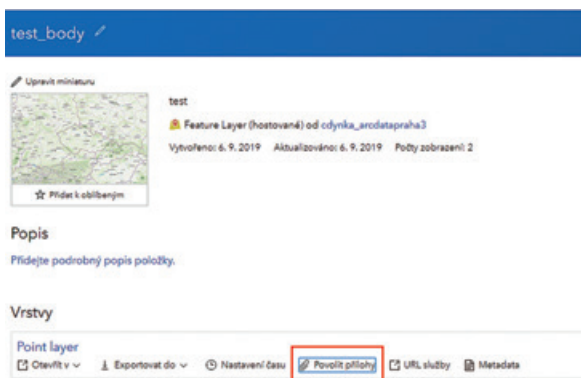 test_body
Upravit miniaturu
test
Feature Layer (hostované) od cdynka_arcdatapraha3
Vytvořeno: 6. 9. 2019 Aktualizováno: 6. 9. 2019 Počty zobrazení: 2
Přidat k oblíbeným
Popis
Přidejte podrobný popis položky.
Vrstvy
Point layer
Otevřít v Exportovat do Nastavení času Povolit přílohy URL služby Metadata